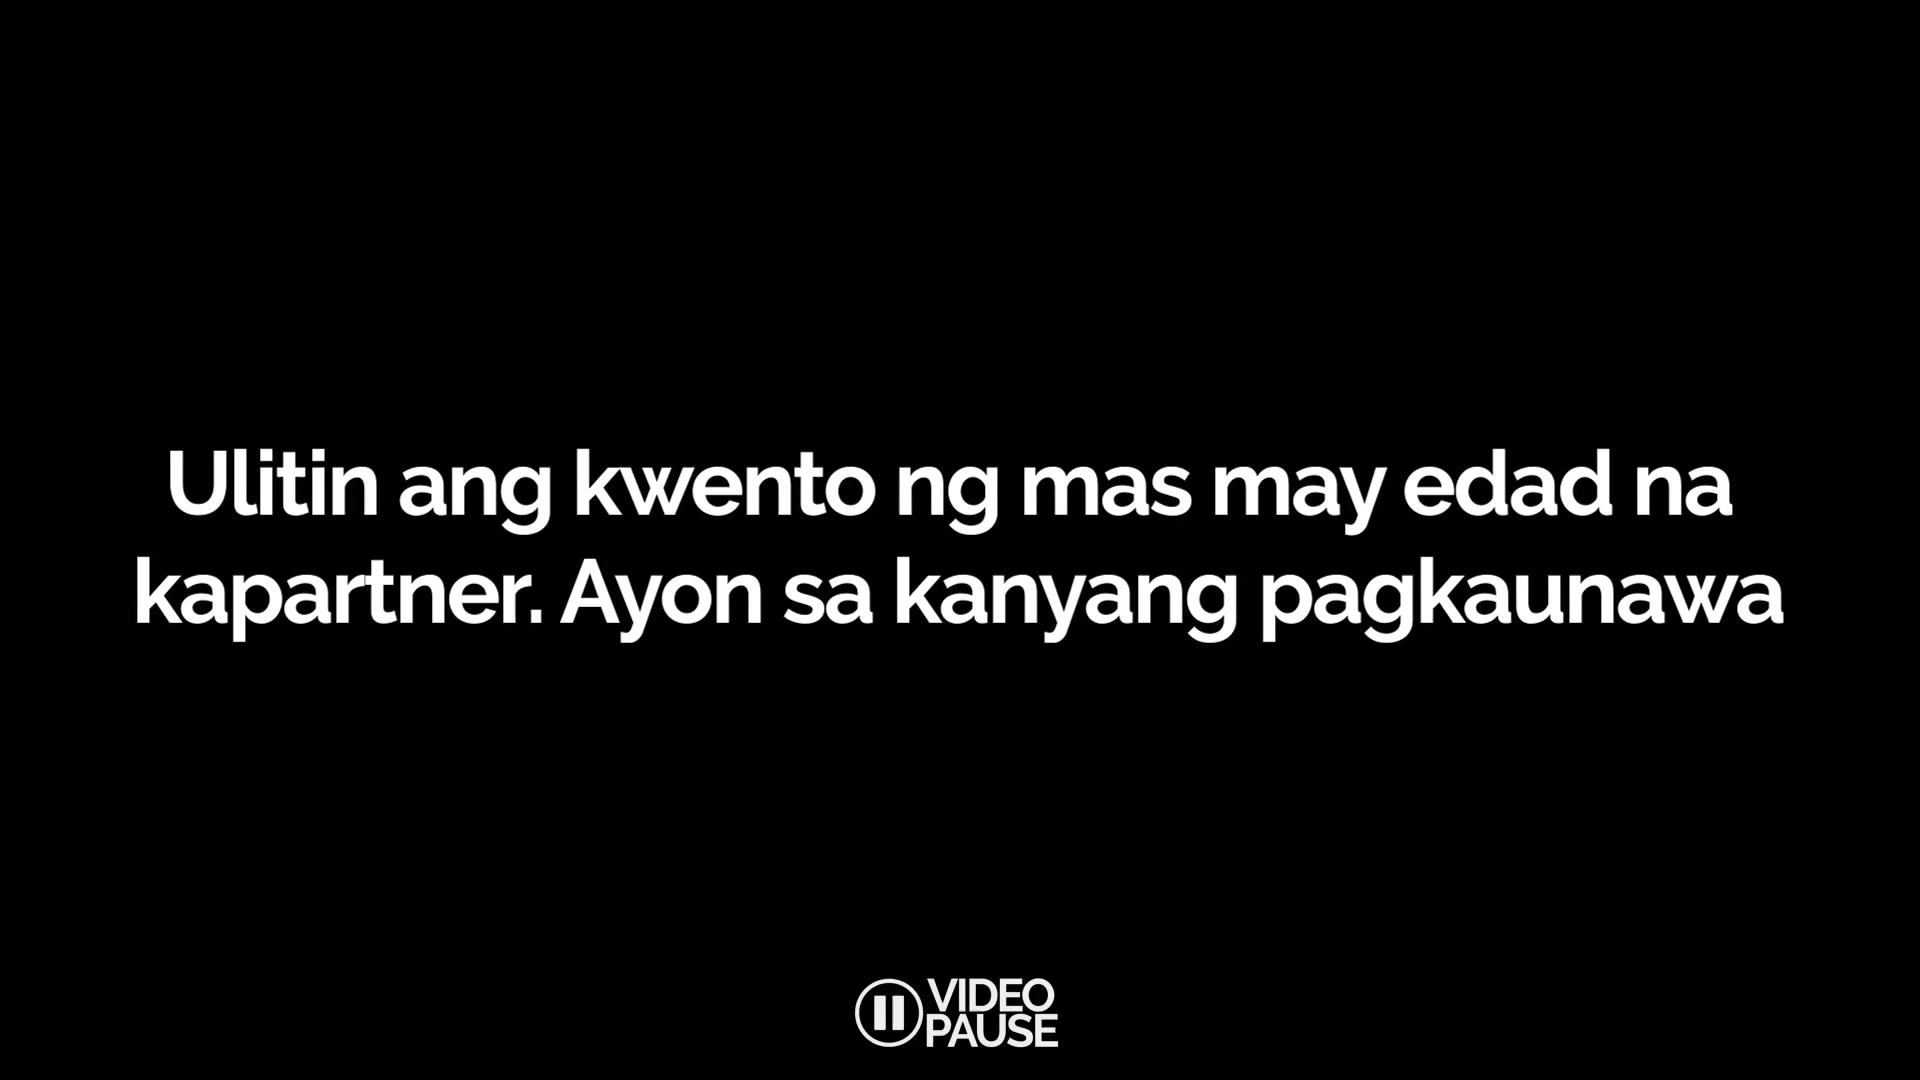 Ulitin ang kwento ng mas may edad na
kapartner. Ayon sa kanyang pagkaunawa
VIDEO
PAUSE